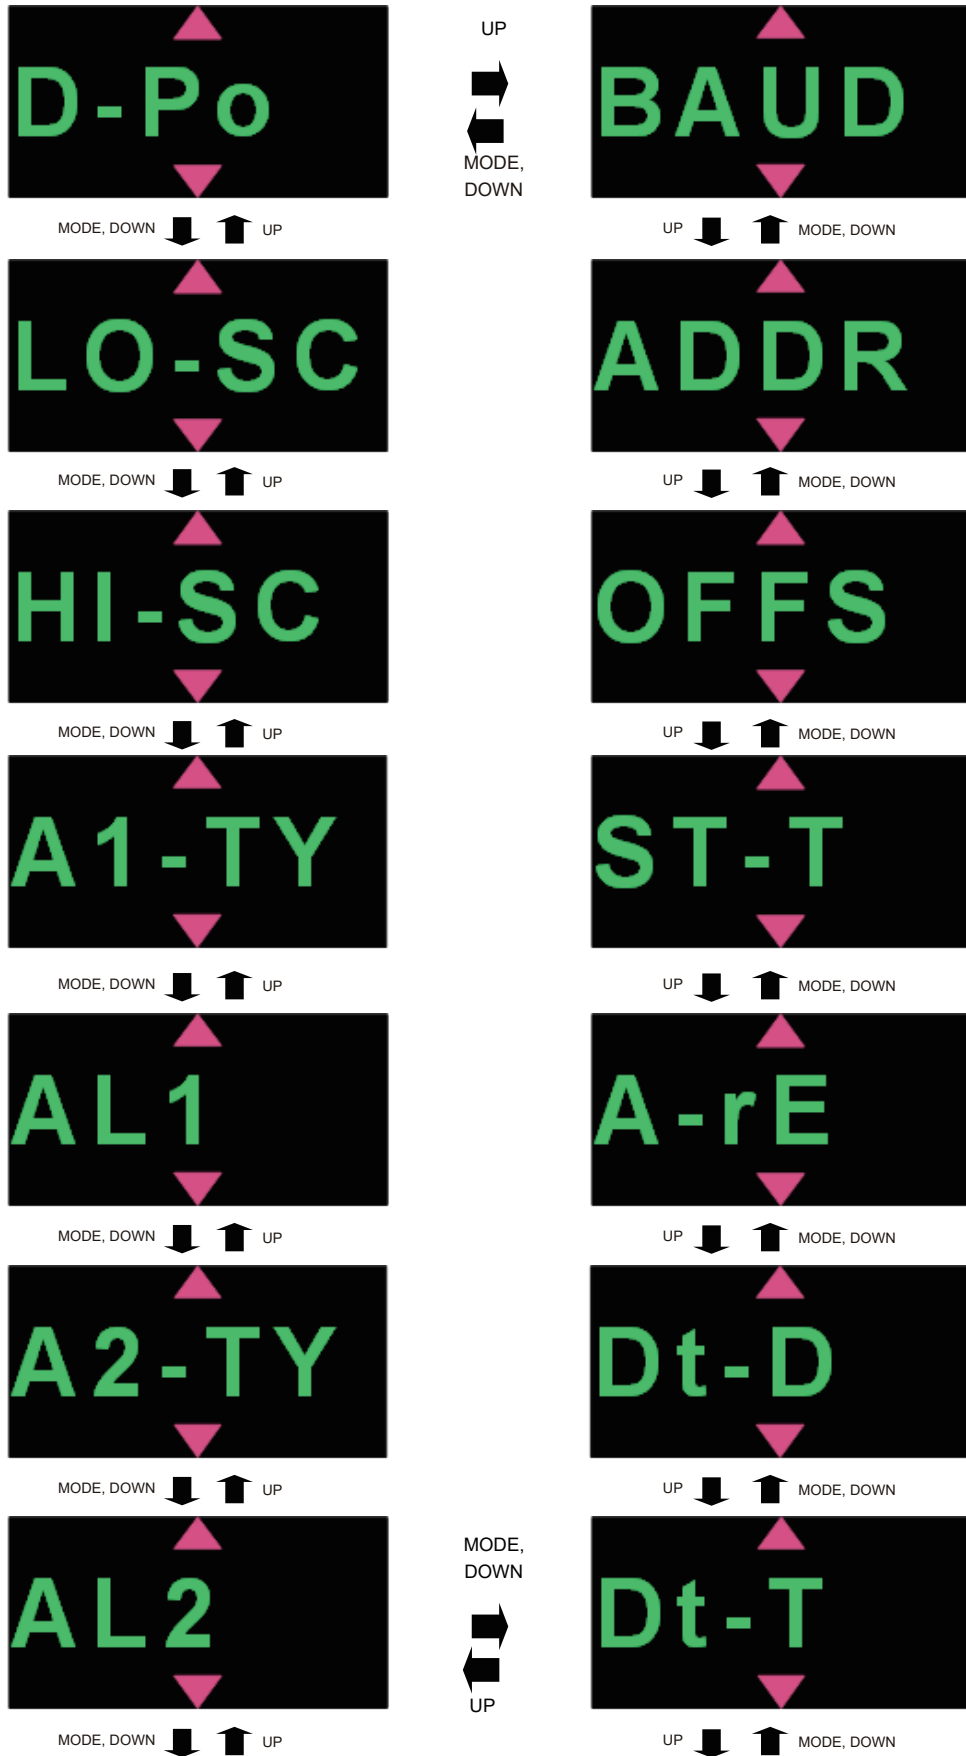 D-Po
UP
MODE,
DOWN
BAUD
MODE, DOWN UP
UP MODE, DOWN
LO-SC
ADDR
MODE, DOWN UP
UP MODE, DOWN
HI-SC
OFFS
MODE, DOWN UP
UP MODE, DOWN
A1-TY
ST-T
MODE, DOWN UP
UP MODE, DOWN
AL1
A-rE
MODE, DOWN UP
UP MODE, DOWN
A2-TY
Dt-D
MODE, DOWN UP
UP MODE, DOWN
AL2
MODE,
DOWN
UP
Dt-T
MODE, DOWN UP
UP MODE, DOWN